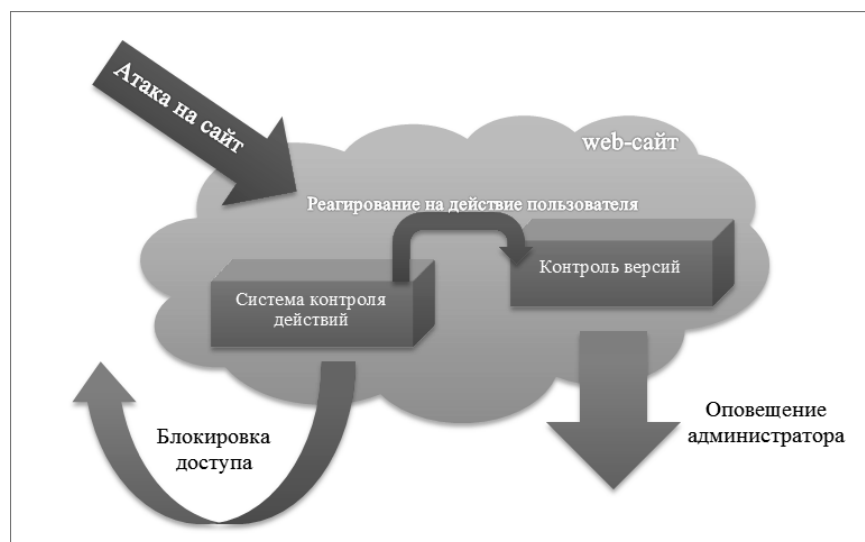 Атака на сайт
web-сайт
Реагирование на действие пользователя
Контроль версий
Система контроля
действий
Блокировка
доступа
Оповещение
администратора